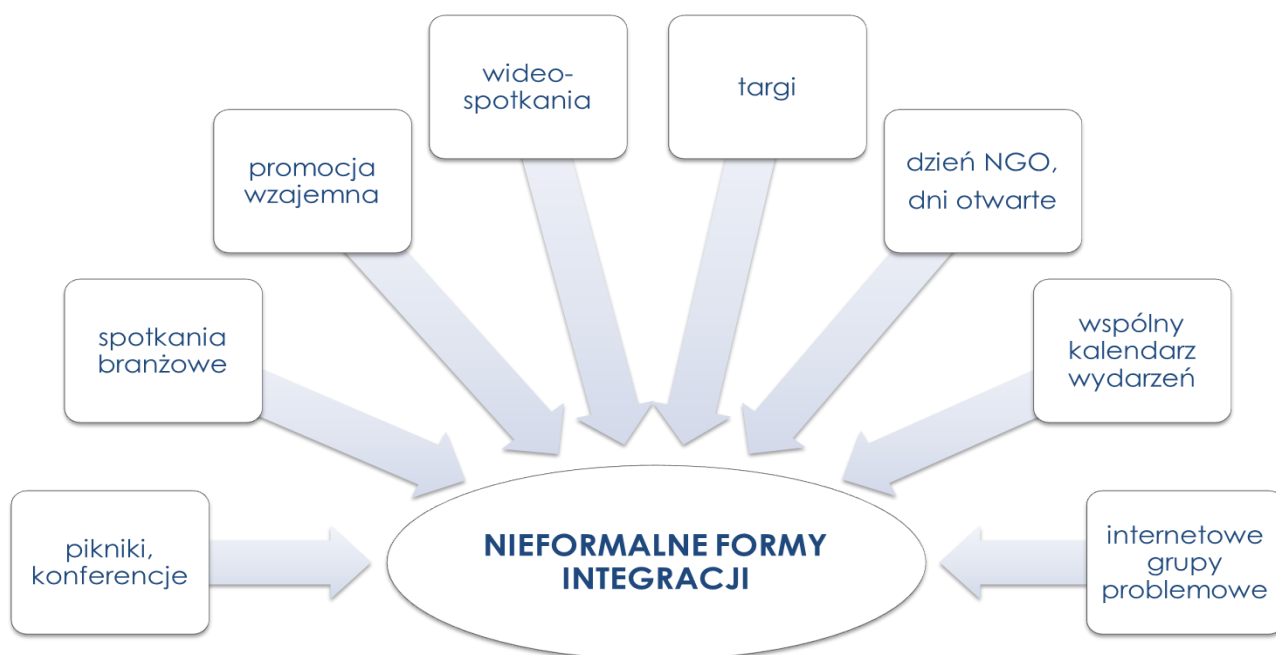 wideo-
spotkania
targi
promocja
wzajemna
dzień NGO,
dni otwarte
spotkania
branżowe
wspólny
kalendarz
wydarzeń
pikniki,
konferencje
NIEFORMALNE FORMY
INTEGRACJI
internetowe
grupy
problemowe